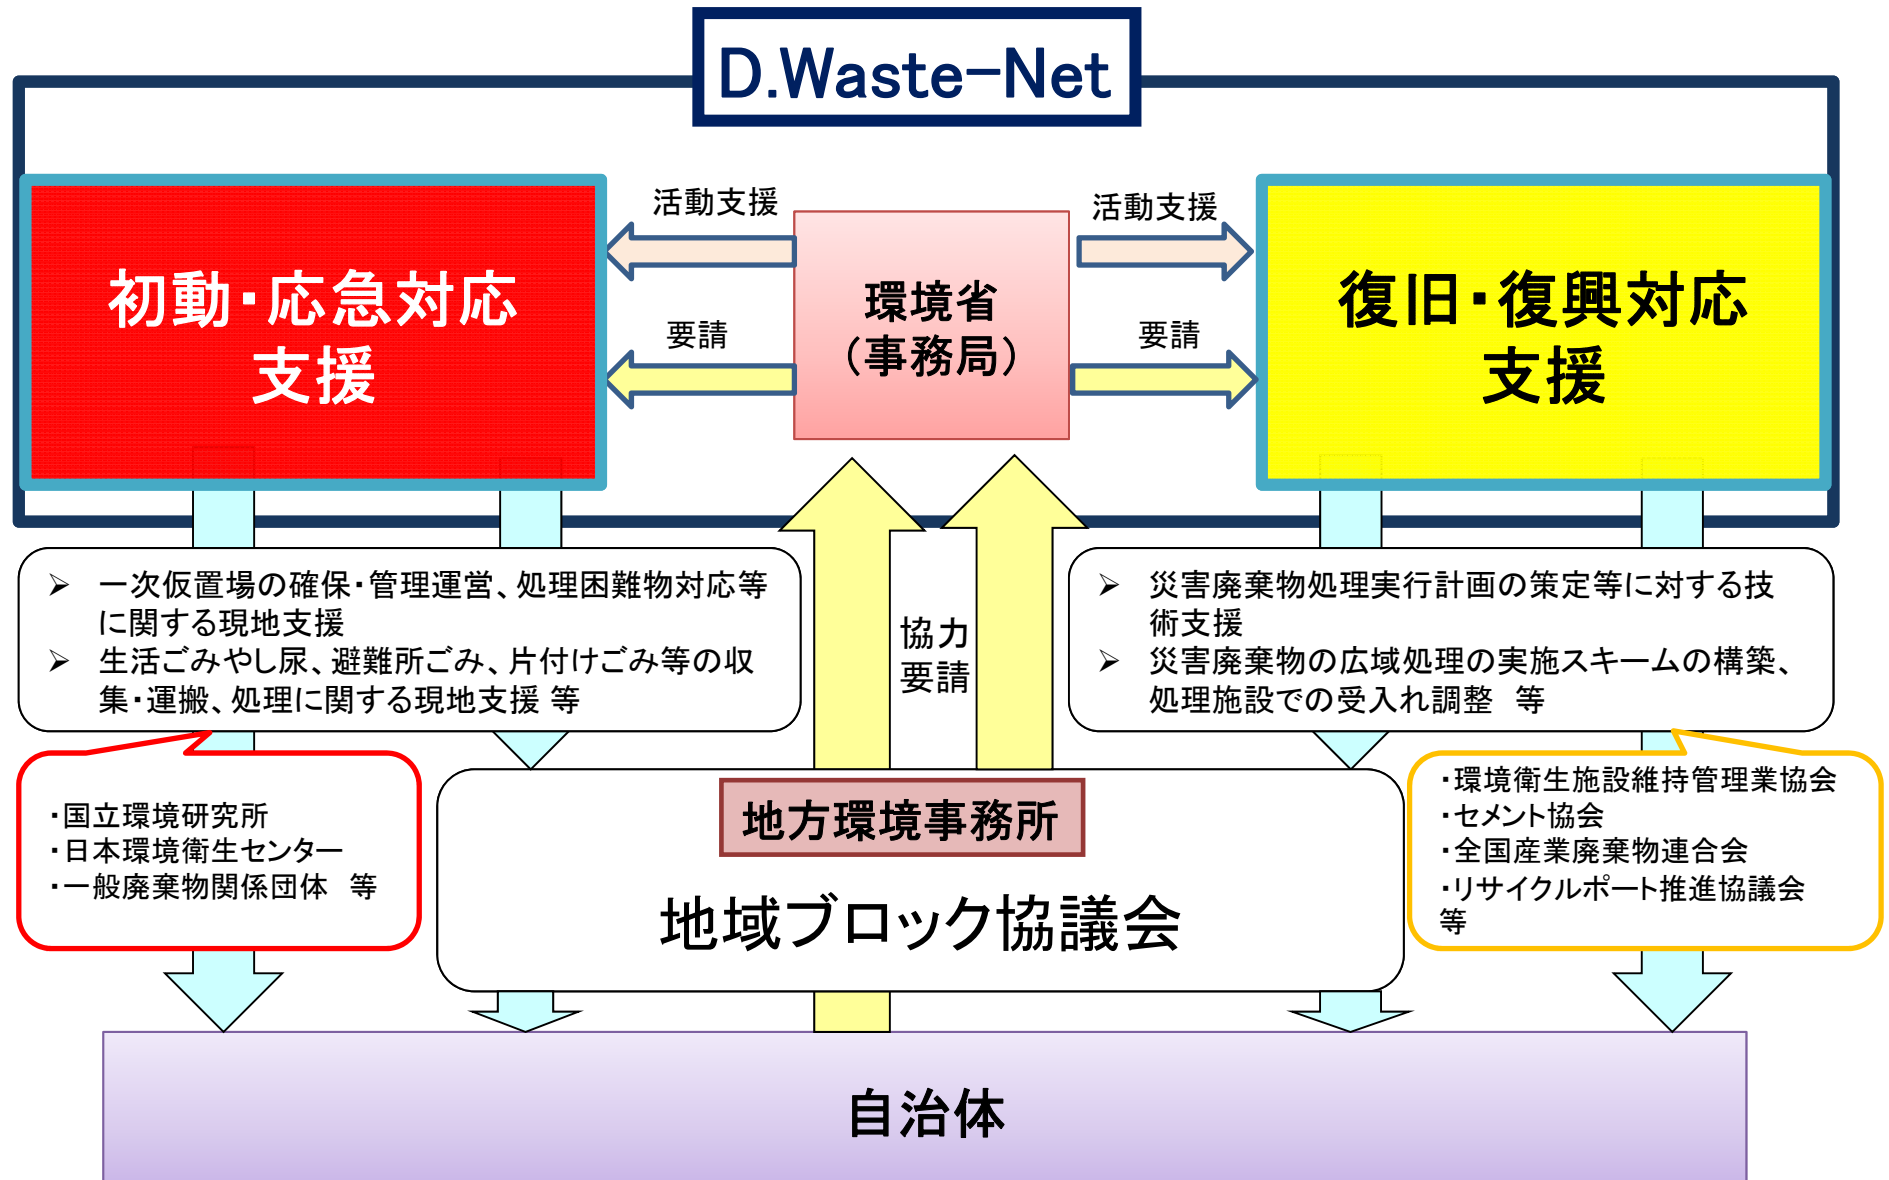 D.Waste-Net
活動支援
活動支援
初動・応急対応
支援
環境省
（事務局）
復旧・復興対応
支援
要請
要請
➢ 一次仮置場の確保・管理運営、処理困難物対応等
に関する現地支援
➢ 生活ごみやし尿、避難所ごみ、片付けごみ等の収
集・運搬、処理に関する現地支援 等
協力
要請
➢ 災害廃棄物処理実行計画の策定等に対する技
術支援
➢ 災害廃棄物の広域処理の実施スキームの構築、
処理施設での受入れ調整　等
・国立環境研究所
・日本環境衛生センター
・一般廃棄物関係団体　等
地方環境事務所
地域ブロック協議会
・環境衛生施設維持管理業協会
・セメント協会
・全国産業廃棄物連合会
・リサイクルポート推進協議会
等
自治体